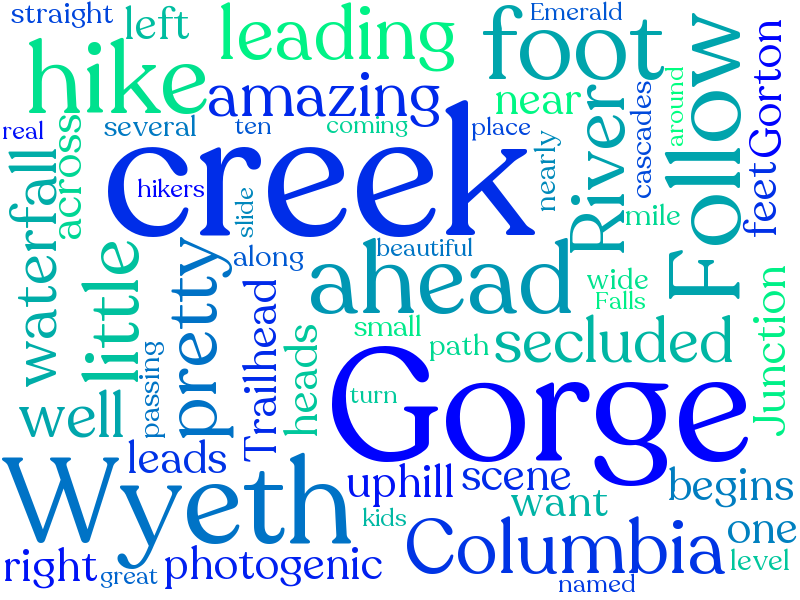 straight
left
leading
foot
Emerald
Follow
Gorton
hike
amazing
near
around
real
several
ten
coming
place
cascades
River
feet
across
creek
hikers
nearly
mile
waterfall
slide
along
beautiful
little
pretty
ahead
wide
Falls
Trailhead
heads
small
path
secluded
Junction
passing
Gorge
turn
well
leads
uphill
scene
begins
Wyeth
want
kids
Columbia
one
right
great
photogenic
level
named